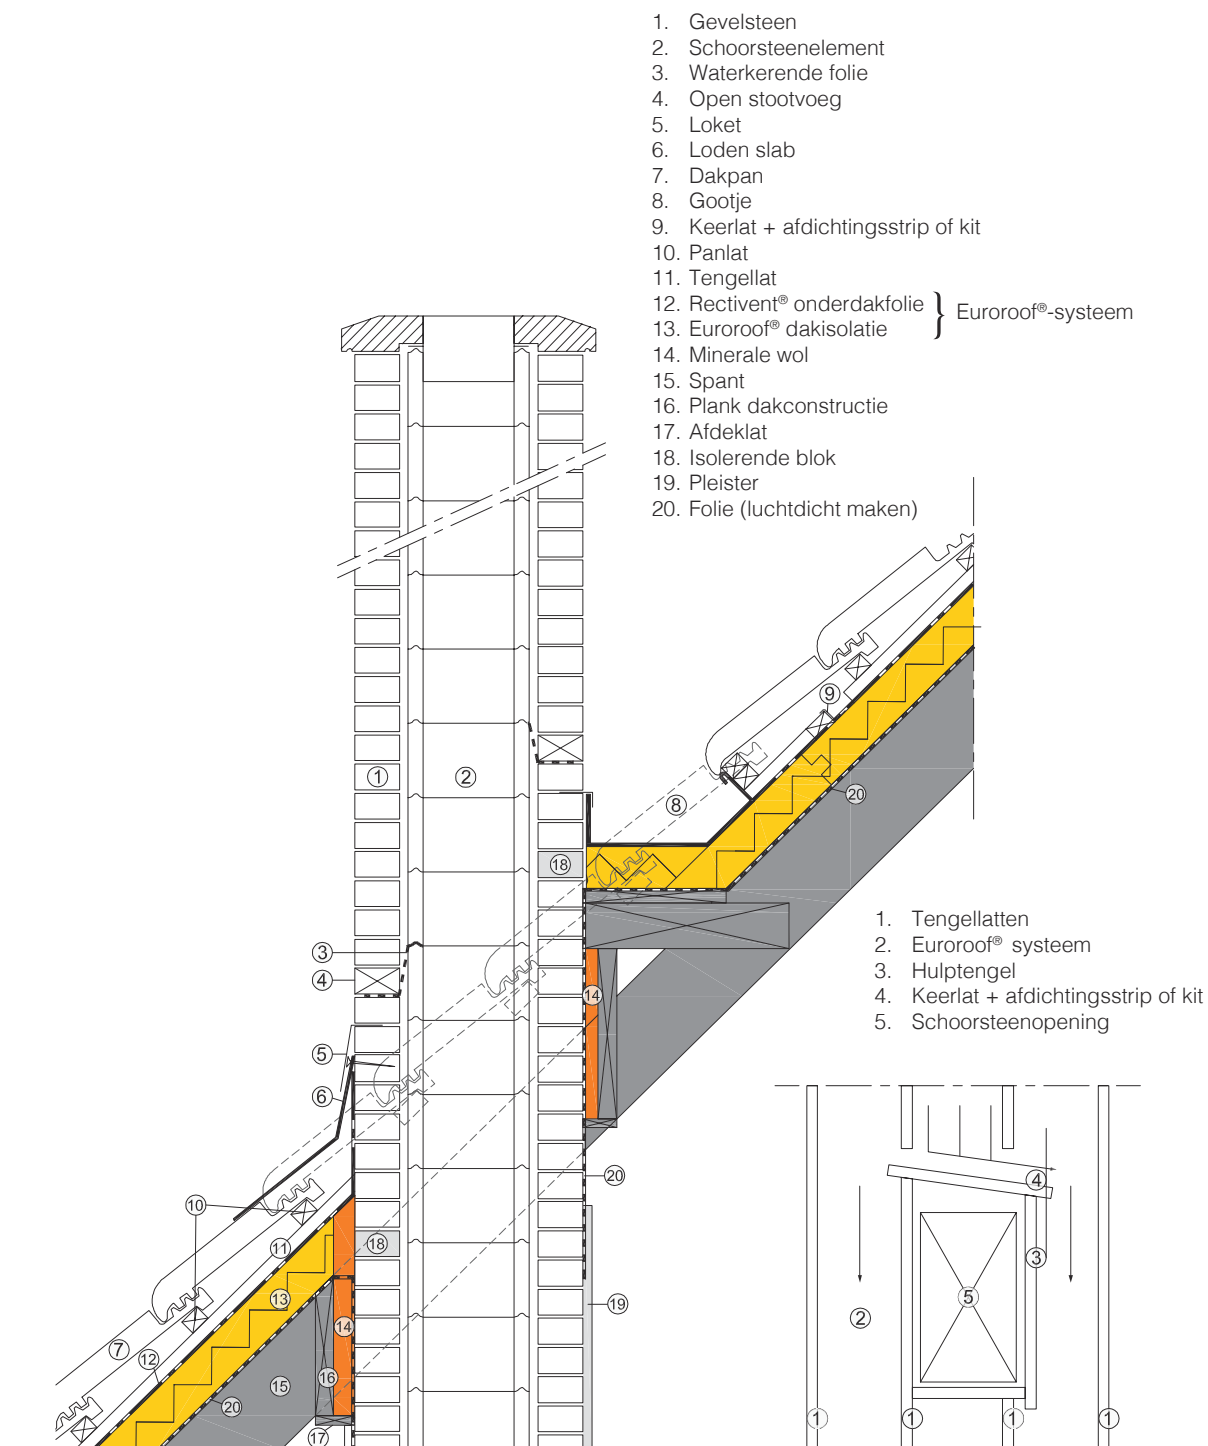 1. Gevelsteen
2. Schoorsteenelement
3. Waterkerende folie
4. Open stootvoeg
5. Loket
6. Loden slab
7. Dakpan
8. Gootje
9. Keerlat + afdichtingsstrip of kit
10. Panlat
11. Tengellat
12. Rectivent® onderdakfolie
13. Euroroof® dakisolatie
} Euroroof®-systeem
14. Minerale wol
15. Spant
16. Plank dakconstructie
17. Afdeklat
18. Isolerende blok
19. Pleister
20. Folie (luchtdicht maken)
9
1
2
8
20
18
3
4
14
5
6
20
10
11
18
13
19
14
7
12
16
15
20
17
1. Tengellatten
2. Euroroof® systeem
3. Hulptengel
4. Keerlat + afdichtingsstrip of kit
5. Schoorsteenopening
4
3
5
2
1
1
1
1